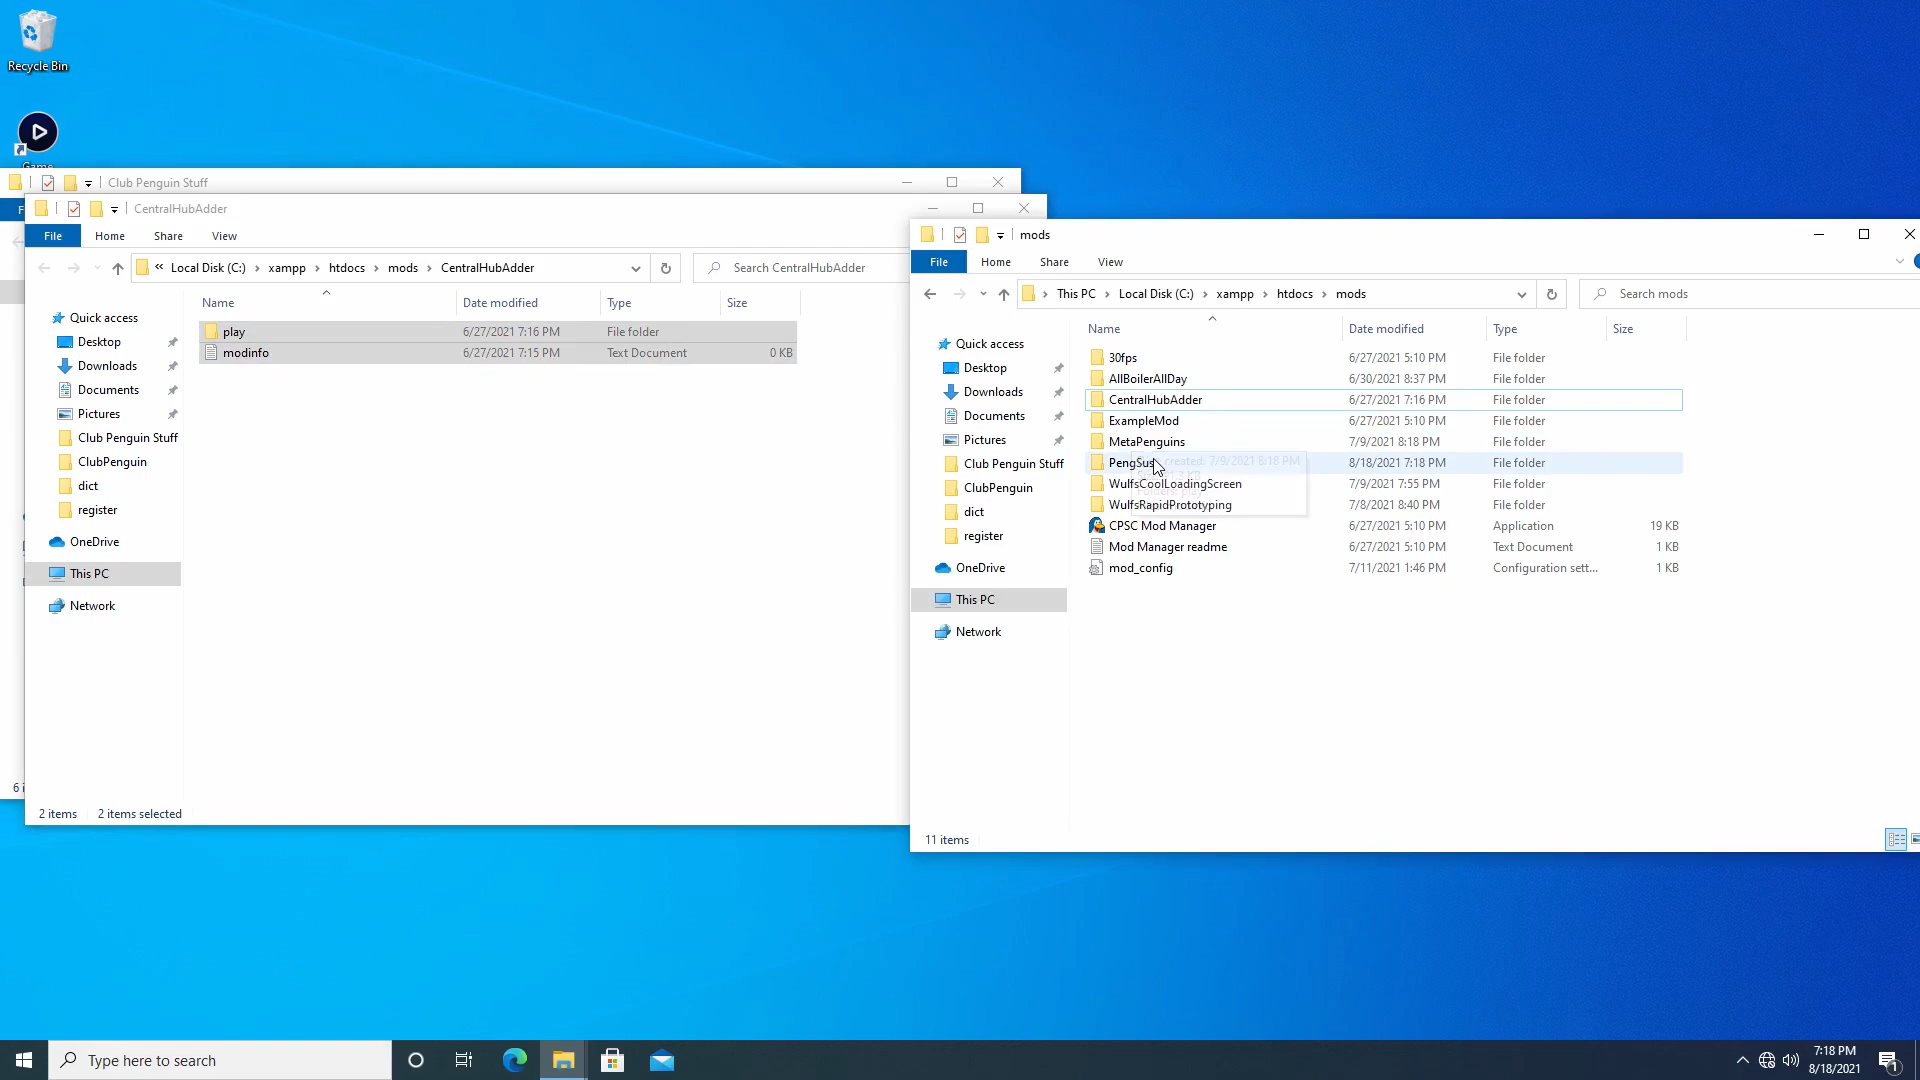 Recycle Bin
Game
Club Penguin Stuff
CentralHubAdder
File Home Share View
« Local Disk (C:) › xampp › htdocs › mods › CentralHubAdder
Search CentralHubAdder
Name Date modified Type Size
play 6/27/2021 7:16 PM File folder
modinfo 6/27/2021 7:15 PM Text Document 0 KB
Quick access
Desktop
Downloads
Documents
Pictures
Club Penguin Stuff
ClubPenguin
dict
register
OneDrive
This PC
Network
2 items 2 items selected
mods
File Home Share View
› This PC › Local Disk (C:) › xampp › htdocs › mods
Search mods
Name Date modified Type Size
30fps 6/27/2021 5:10 PM File folder
AllBoilerAllDay 6/30/2021 8:37 PM File folder
CentralHubAdder 6/27/2021 7:16 PM File folder
ExampleMod 6/27/2021 5:10 PM File folder
MetaPenguins 7/9/2021 8:18 PM File folder
PengSus 8/18/2021 7:18 PM File folder
WulfsCoolLoadingScreen 7/9/2021 7:55 PM File folder
WulfsRapidPrototyping 7/8/2021 8:40 PM File folder
CPSC Mod Manager 6/27/2021 5:10 PM Application 19 KB
Mod Manager readme 6/27/2021 5:10 PM Text Document 1 KB
mod_config 7/11/2021 1:46 PM Configuration sett... 1 KB
created: 7/9/2021 8:18 PM
Quick access
Desktop
Downloads
Documents
Pictures
Club Penguin Stuff
ClubPenguin
dict
register
OneDrive
This PC
Network
11 items
Type here to search
7:18 PM
8/18/2021
1